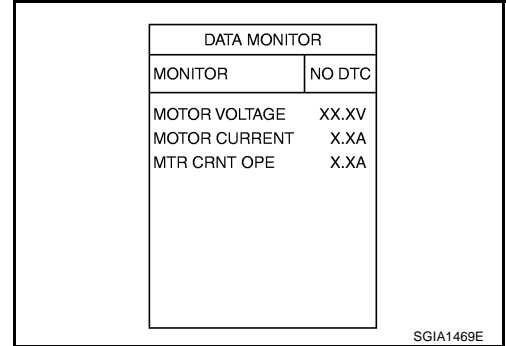 DATA MONITOR
MONITOR NO DTC
MOTOR VOLTAGE XX.XV
MOTOR CURRENT X.XA
MTR CRNT OPE X.XA
SGIA1469E